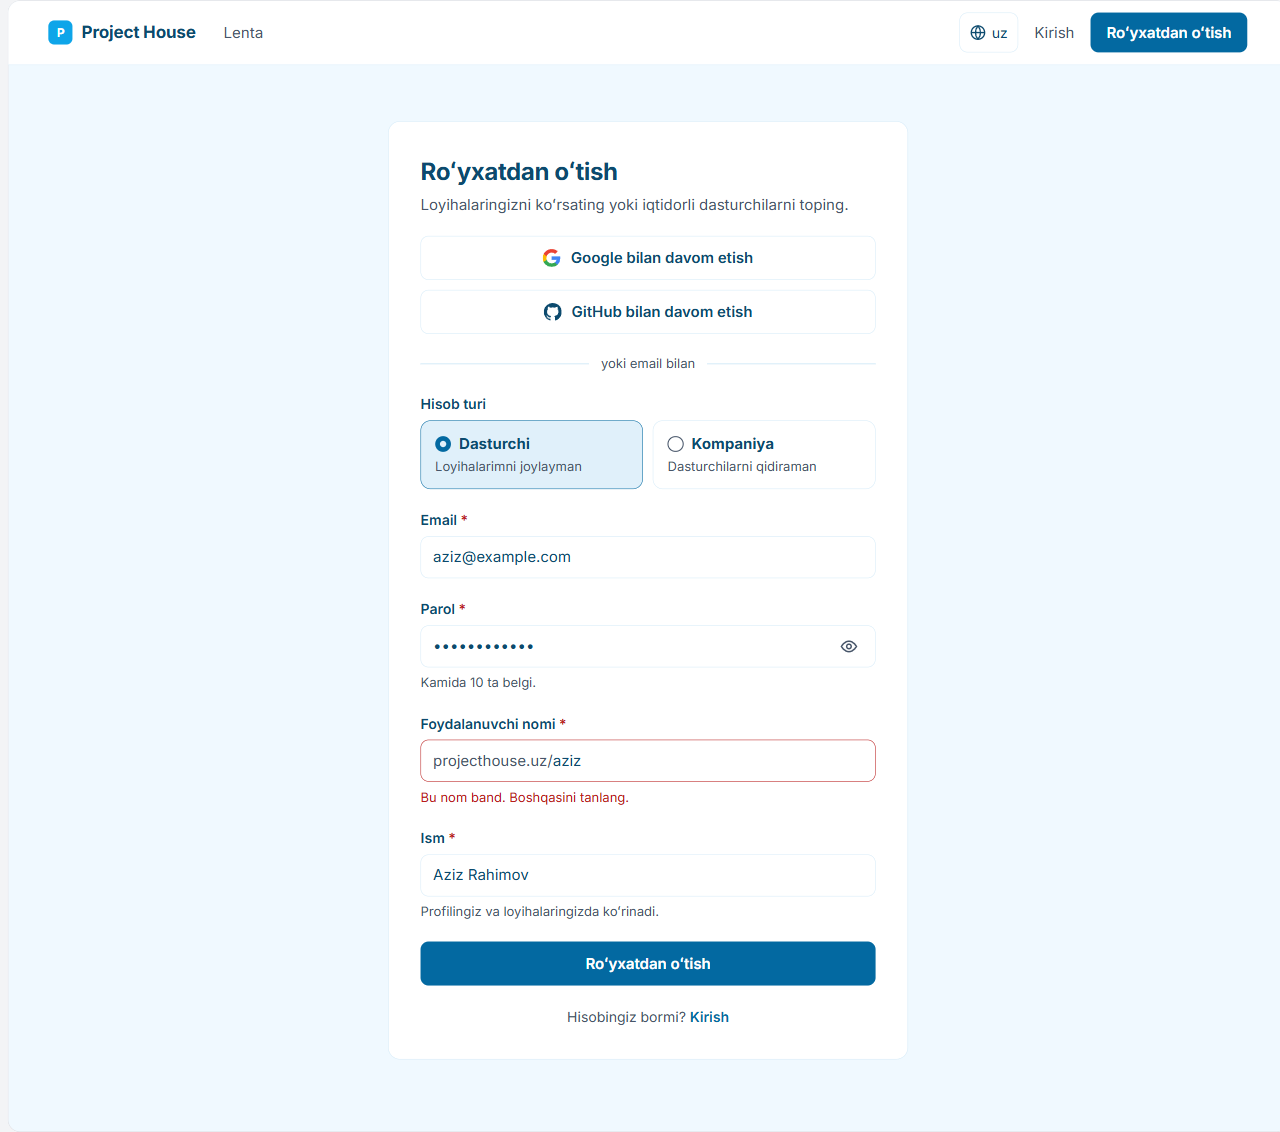 P Project House Lenta uz Kirish Roʻyxatdan oʻtish
Roʻyxatdan oʻtish
Loyihalaringizni koʻrsating yoki iqtidorli dasturchilarni toping.
Google bilan davom etish
GitHub bilan davom etish
yoki email bilan
Hisob turi
Dasturchi
Loyihalarimni joylayman
Kompaniya
Dasturchilarni qidiraman
Email *
aziz@example.com
Parol *
••••••••••••
Kamida 10 ta belgi.
Foydalanuvchi nomi *
projecthouse.uz/aziz
Bu nom band. Boshqasini tanlang.
Ism *
Aziz Rahimov
Profilingiz va loyihalaringizda koʻrinadi.
Roʻyxatdan oʻtish
Hisobingiz bormi? Kirish